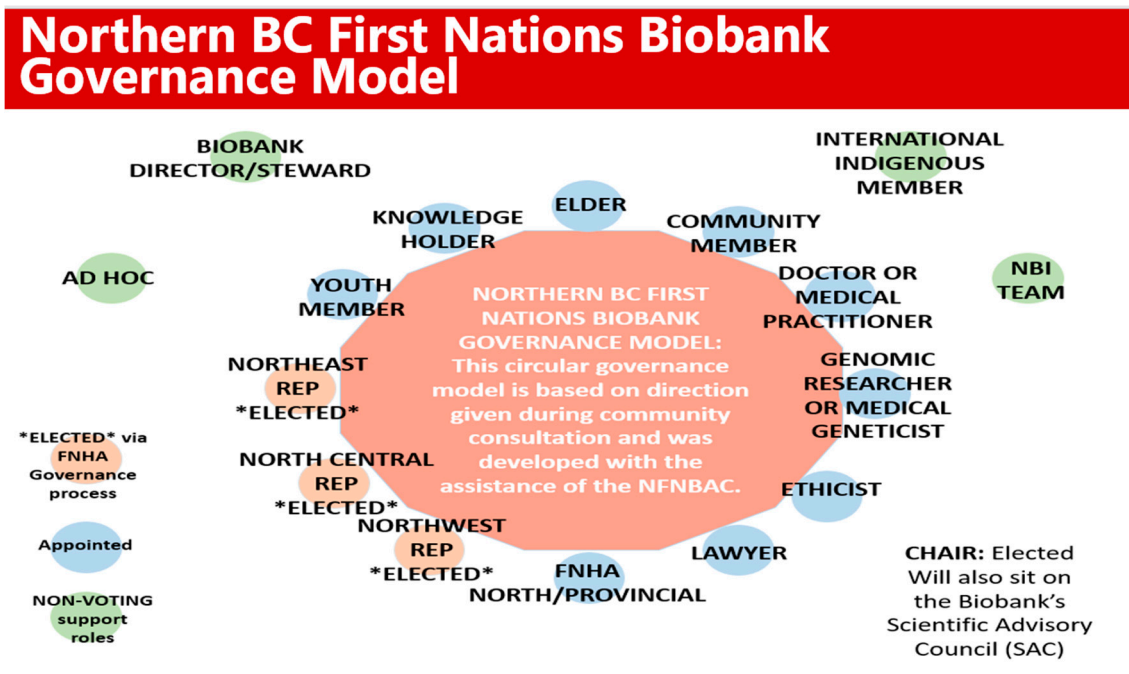 Northern BC First Nations Biobank
Governance Model
BIOBANK
DIRECTOR/STEWARD
INTERNATIONAL
INDIGENOUS
MEMBER
ELDER
KNOWLEDGE
HOLDER
COMMUNITY
MEMBER
AD HOC
YOUTH
MEMBER
DOCTOR OR
MEDICAL
PRACTITIONER
NBI
TEAM
NORTHERN BC FIRST
NATIONS BIOBANK
GOVERNANCE MODEL:
This circular governance
model is based on direction
given during community
consultation and was
developed with the
assistance of the NFNBAC.
NORTHEAST
REP
*ELECTED*
GENOMIC
RESEARCHER
OR MEDICAL
GENETICIST
*ELECTED* via
FNHA
Governance
process
NORTH CENTRAL
REP
*ELECTED*
ETHICIST
NORTHWEST
REP
*ELECTED*
LAWYER
Appointed
FNHA
NORTH/PROVINCIAL
CHAIR: Elected
Will also sit on
the Biobank’s
Scientific Advisory
Council (SAC)
NON-VOTING
support
roles